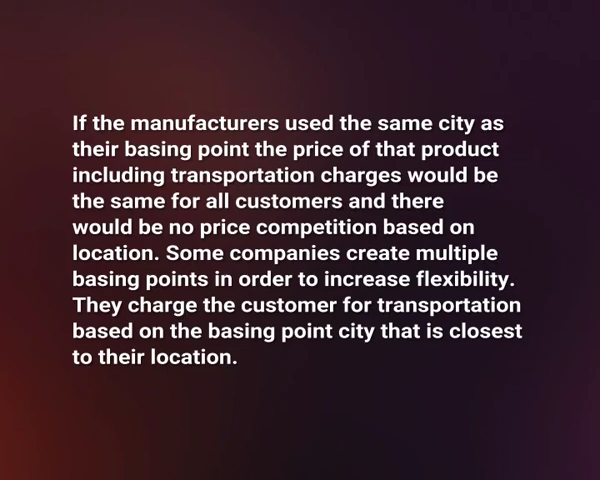 If the manufacturers used the same city as
their basing point the price of that product
including transportation charges would be
the same for all customers and there
would be no price competition based on
location. Some companies create multiple
basing points in order to increase flexibility.
They charge the customer for transportation
based on the basing point city that is closest
to their location.